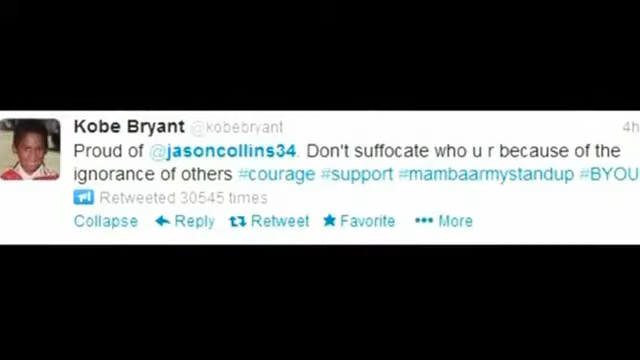 Kobe Bryant @kobebryant 4h
Proud of @jasoncollins34. Don't suffocate who u r because of the
ignorance of others #courage #support #mambaarmystandup #BYOU
Retweeted 30545 times
Collapse Reply Retweet Favorite More